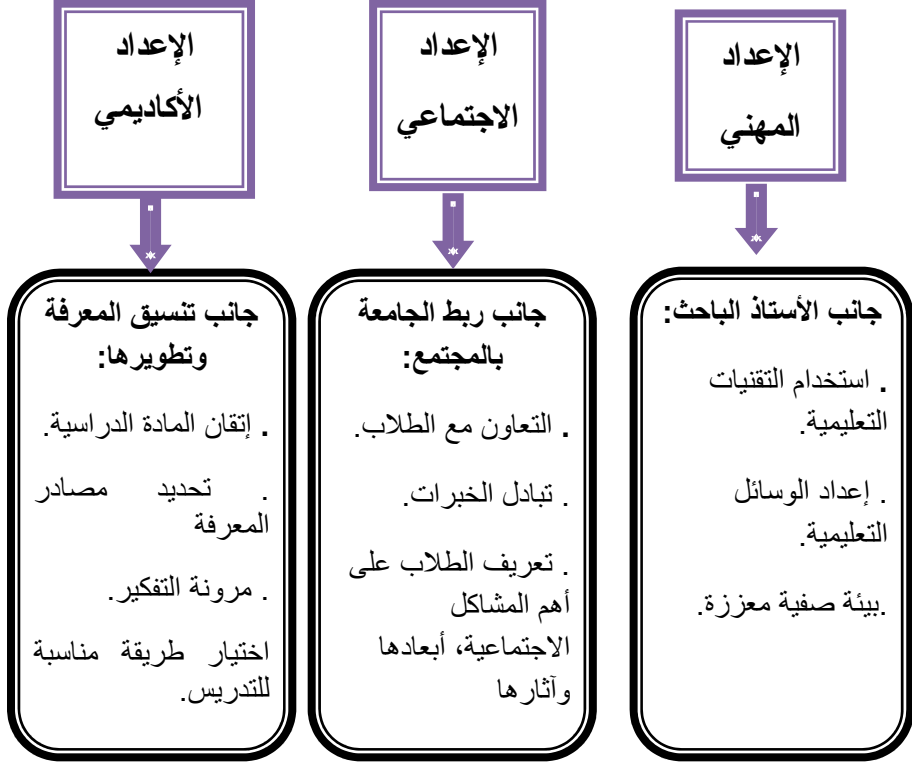 الإعداد
المهني
جانب الأستاذ الباحث:
. استخدام التقنيات
التعليمية.
. إعداد الوسائل
التعليمية.
.بيئة صفية معززة.
الإعداد
الاجتماعي
جانب ربط الجامعة
بالمجتمع:
. التعاون مع الطلاب.
. تبادل الخبرات.
. تعريف الطلاب على
أهم المشاكل
الاجتماعية، أبعادها
وآثارها
الإعداد
الأكاديمي
جانب تنسيق المعرفة
وتطويرها:
. إتقان المادة الدراسية.
. تحديد مصادر
المعرفة
. مرونة التفكير.
اختيار طريقة مناسبة
للتدريس.